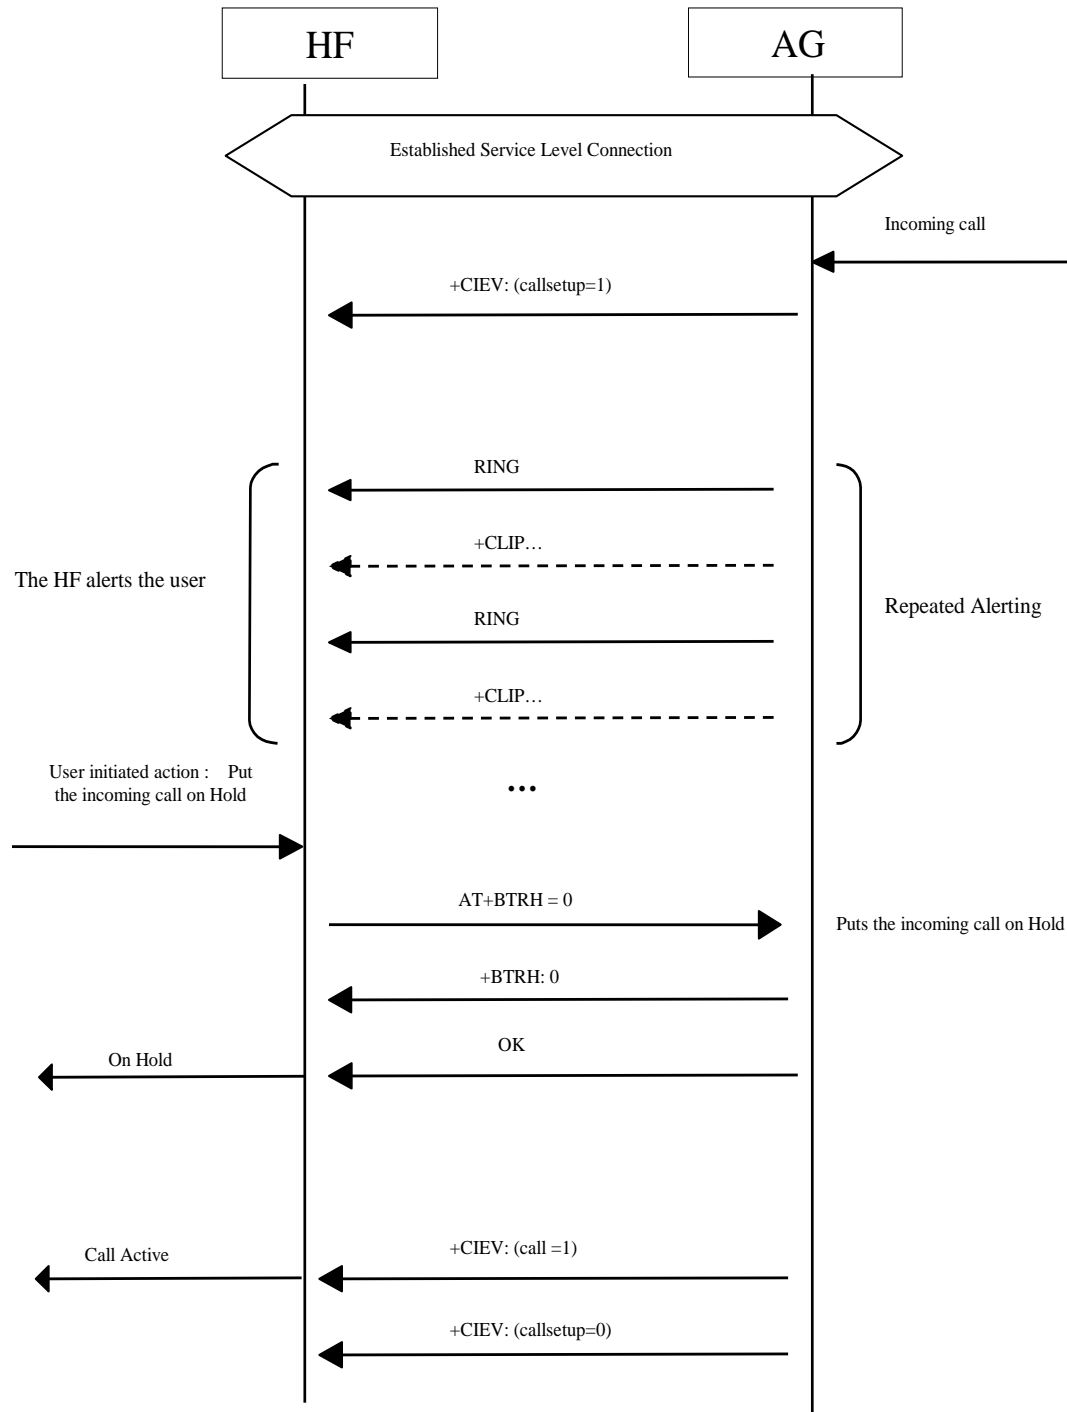 HF
AG
Established Service Level Connection
Incoming call
+CIEV: (callsetup=1)
RING
+CLIP…
The HF alerts the user
Repeated Alerting
RING
+CLIP…
User initiated action : Put
the incoming call on Hold
...
AT+BTRH = 0
Puts the incoming call on Hold
+BTRH: 0
OK
On Hold
+CIEV: (call =1)
Call Active
+CIEV: (callsetup=0)